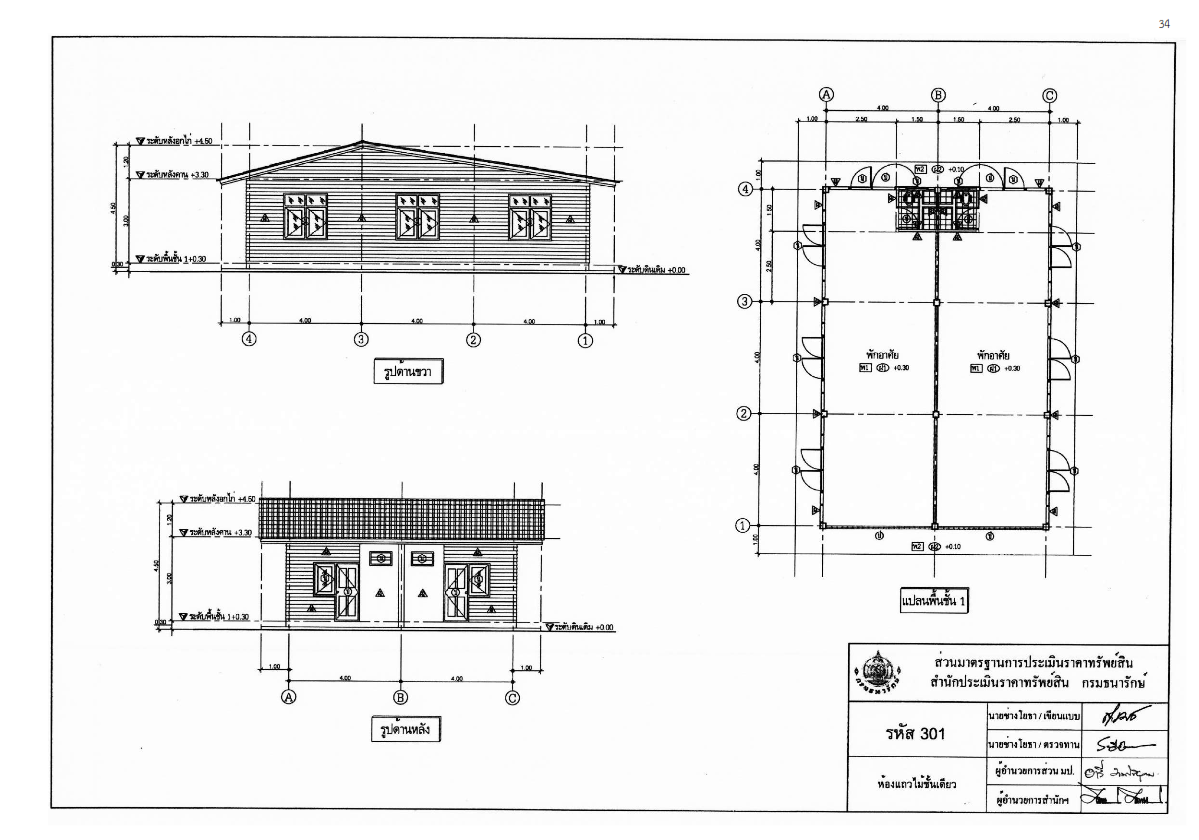 34
ระดับหลังอกไก่ +4.50
ระดับหลังคาน +3.30
ระดับพื้นชั้น 1+0.30
ระดับดินเดิม +0.00
4.50
1.20
3.00
0.30
1.00 4.00 4.00 4.00 1.00
4 3 2 1
รูปด้านขวา
A B C
4.00 4.00
1.00 2.50 1.50 1.50 2.50 1.00
พ2 +0.10
4
3
2
1
1.00
4.00
4.00
4.00
1.00
1.50
2.50
พักอาศัย พักอาศัย
พ1 +0.30 พ1 +0.30
พ2 +0.10
แปลนพื้นชั้น 1
ระดับหลังอกไก่ +4.50
ระดับหลังคาน +3.30
ระดับพื้นชั้น 1+0.30
ระดับดินเดิม +0.00
4.50
1.20
3.00
0.30
1.00 4.00 4.00 1.00
A B C
รูปด้านหลัง
กรมธนารักษ์
ส่วนมาตรฐานการประเมินราคาทรัพย์สิน
สำนักประเมินราคาทรัพย์สิน กรมธนารักษ์
รหัส 301
นายช่างโยธา / เขียนแบบ
นายช่างโยธา / ตรวจทาน
ห้องแถวไม้ชั้นเดียว
ผู้อำนวยการส่วน มป.
ผู้อำนวยการสำนักฯ